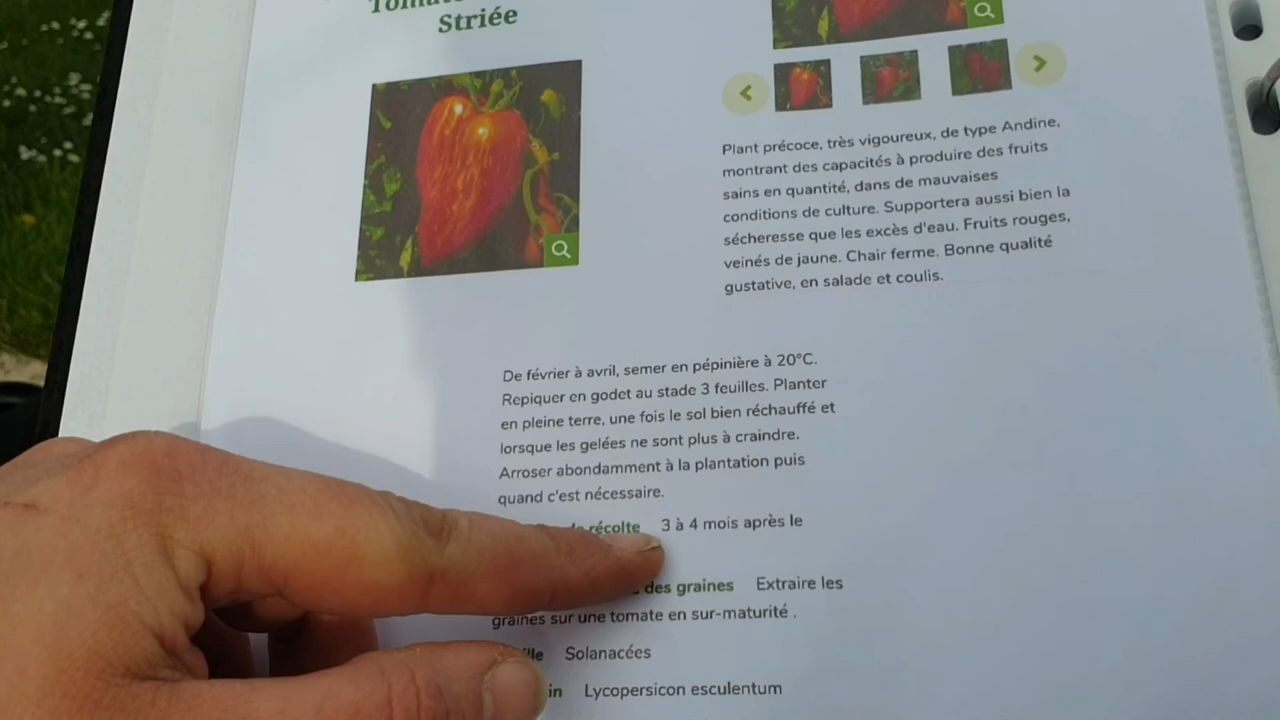 Striée
Plant précoce, très vigoureux, de type Andine,
montrant des capacités à produire des fruits
sains en quantité, dans de mauvaises
conditions de culture. Supportera aussi bien la
sécheresse que les excès d'eau. Fruits rouges,
veinés de jaune. Chair ferme. Bonne qualité
gustative, en salade et coulis.
De février à avril, semer en pépinière à 20°C.
Repiquer en godet au stade 3 feuilles. Planter
en pleine terre, une fois le sol bien réchauffé et
lorsque les gelées ne sont plus à craindre.
Arroser abondamment à la plantation puis
quand c'est nécessaire.
récolte 3 à 4 mois après le
des graines Extraire les
graines sur une tomate en sur-maturité .
Solanacées
Lycopersicon esculentum